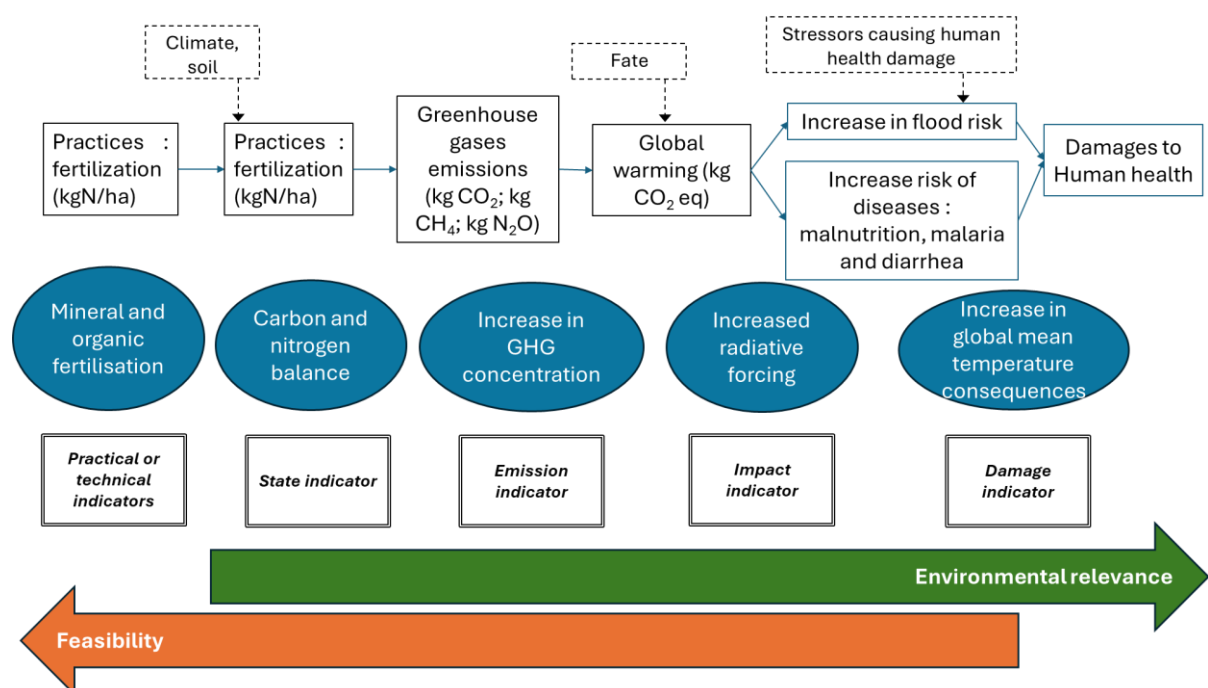 Climate,
soil
Fate
Stressors causing human
health damage
Practices :
fertilization
(kgN/ha)
Practices :
fertilization
(kgN/ha)
Greenhouse
gases
emissions
(kg CO₂; kg
CH₄; kg N₂O)
Global
warming (kg
CO₂ eq)
Increase in flood risk
Increase risk of
diseases :
malnutrition, malaria
and diarrhea
Damages to
Human health
Mineral and
organic
fertilisation
Carbon and
nitrogen
balance
Increase in
GHG
concentration
Increased
radiative
forcing
Increase in
global mean
temperature
consequences
Practical or
technical
indicators
State indicator
Emission
indicator
Impact
indicator
Damage
indicator
Environmental relevance
Feasibility